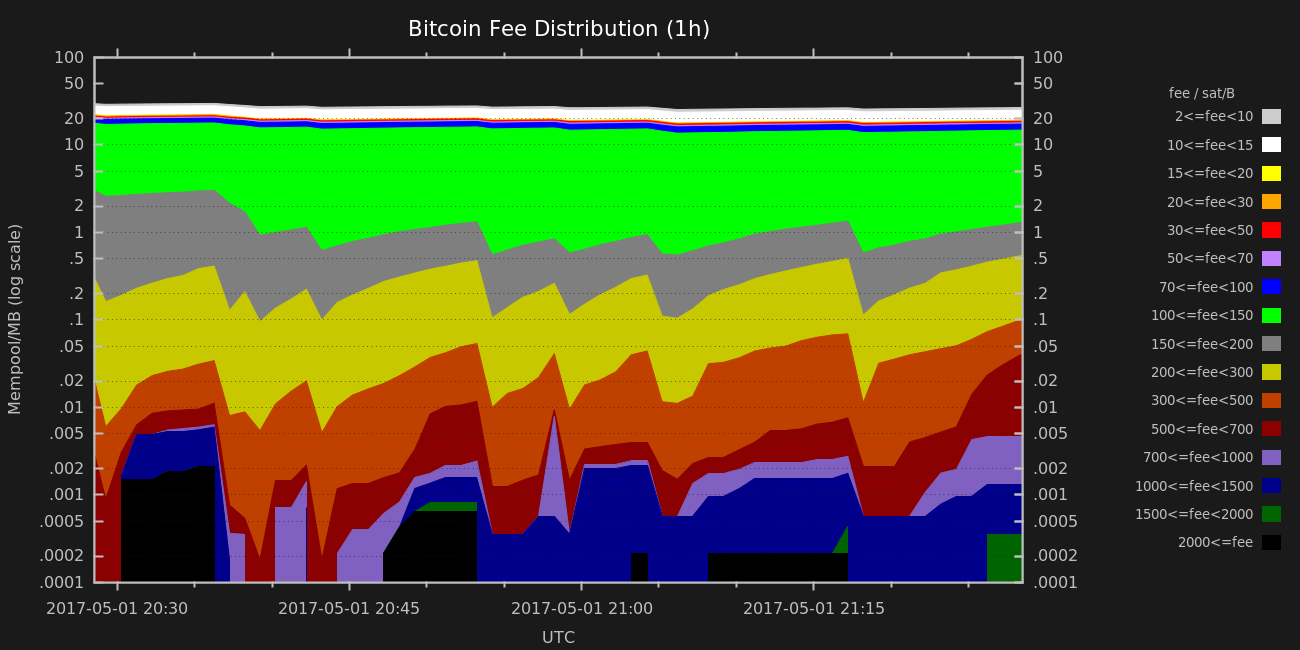 Bitcoin Fee Distribution (1h)
100
50
20
10
5
2
1
.5
.2
.1
.05
.02
.01
.005
.002
.001
.0005
.0002
.0001
Mempool/MB (log scale)
100
50
20
10
5
2
1
.5
.2
.1
.05
.02
.01
.005
.002
.001
.0005
.0002
.0001
2017-05-01 20:30
2017-05-01 20:45
2017-05-01 21:00
2017-05-01 21:15
UTC
fee / sat/B
2<=fee<10
10<=fee<15
15<=fee<20
20<=fee<30
30<=fee<50
50<=fee<70
70<=fee<100
100<=fee<150
150<=fee<200
200<=fee<300
300<=fee<500
500<=fee<700
700<=fee<1000
1000<=fee<1500
1500<=fee<2000
2000<=fee